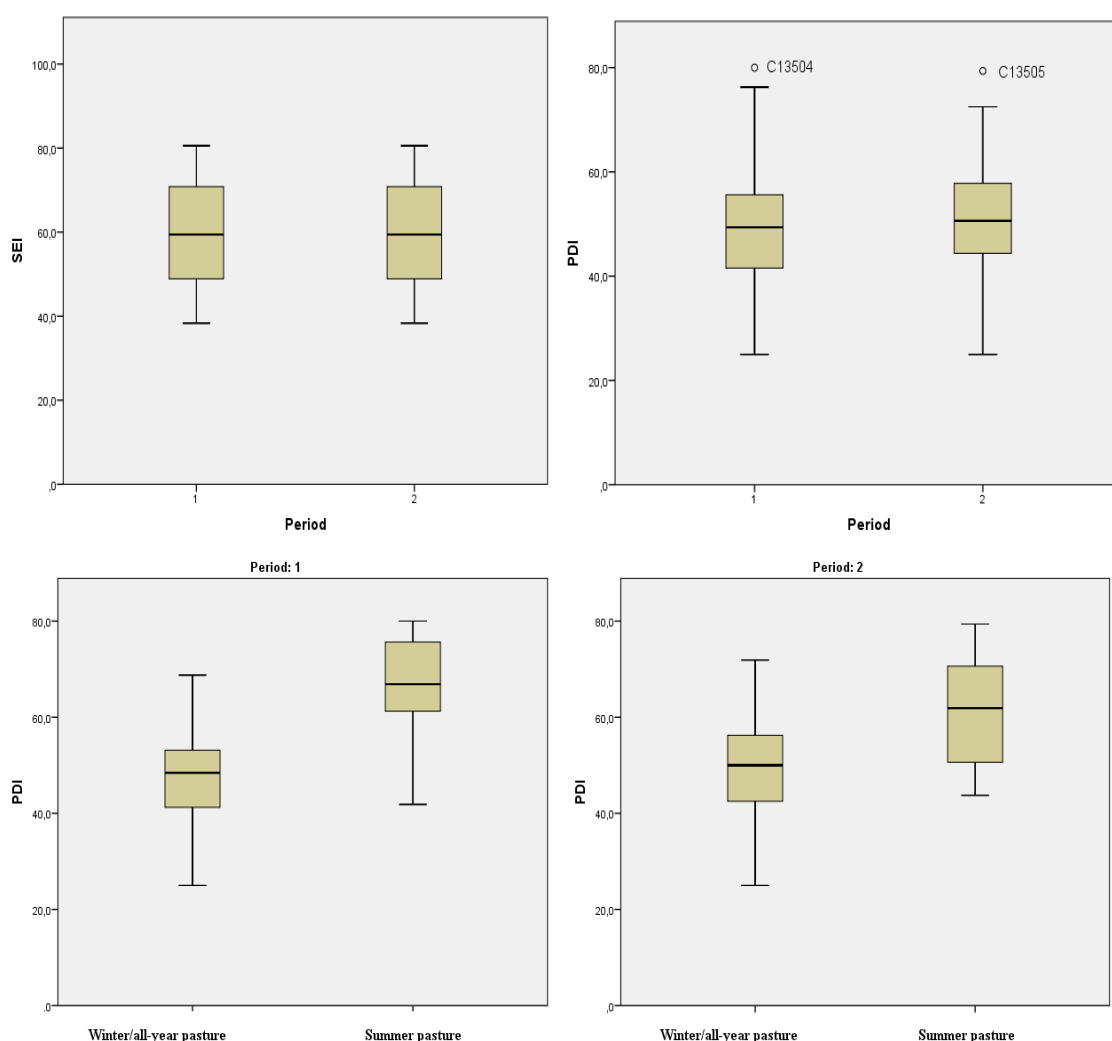 100,0
80,0
60,0
40,0
20,0
,0
SEI
1 2
Period
80,0
60,0
40,0
20,0
,0
PDI
C13504
C13505
1 2
Period
Period: 1
80,0
60,0
40,0
20,0
,0
PDI
Winter/all-year pasture Summer pasture
Period: 2
80,0
60,0
40,0
20,0
,0
PDI
Winter/all-year pasture Summer pasture